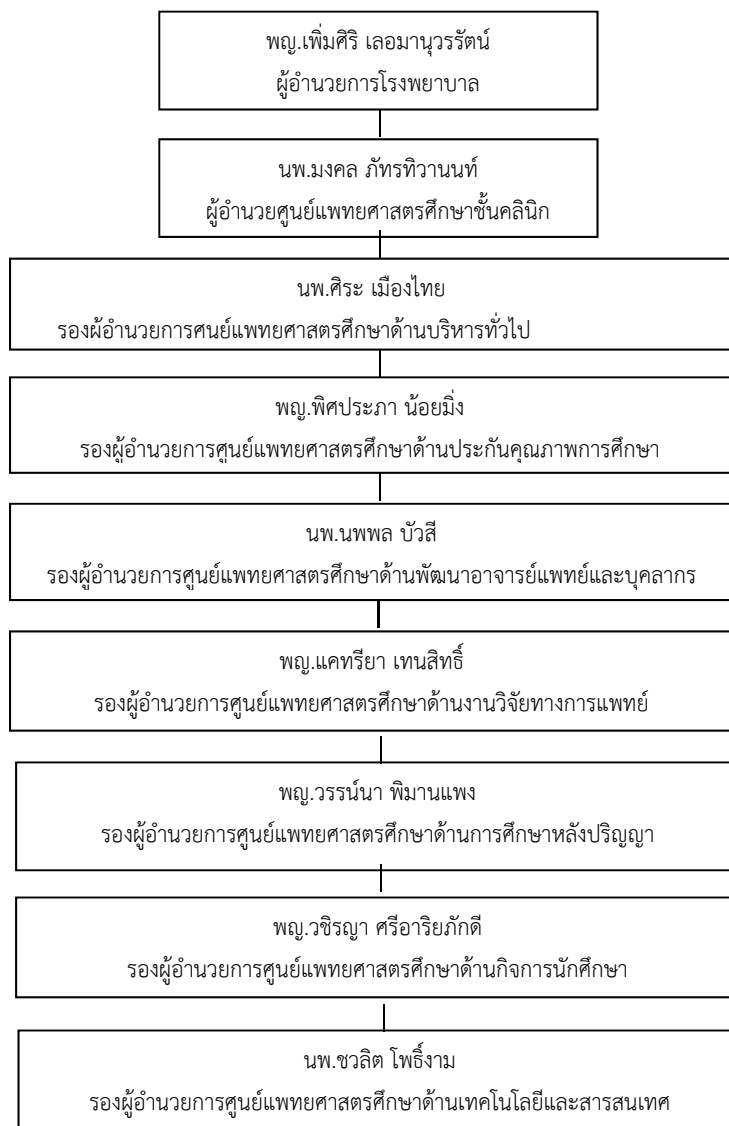 พญ.เพิ่มศิริ เลอมานุวรรัตน์
ผู้อำนวยการโรงพยาบาล
นพ.มงคล ภัทรทิวานนท์
ผู้อำนวยศูนย์แพทยศาสตรศึกษาชั้นคลินิก
นพ.ศิระ เมืองไทย
รองผ้อำนวยการศนย์แพทยศาสตรศึกษาด้านบริหารทั่วไป
พญ.พิศประภา น้อยมิ่ง
รองผู้อำนวยการศูนย์แพทยศาสตรศึกษาด้านประกันคุณภาพการศึกษา
นพ.นพพล บัวสี
รองผู้อำนวยการศูนย์แพทยศาสตรศึกษาด้านพัฒนาอาจารย์แพทย์และบุคลากร
พญ.แคทรียา เทนสิทธิ์
รองผู้อำนวยการศูนย์แพทยศาสตรศึกษาด้านงานวิจัยทางการแพทย์
พญ.วรรน์นา พิมานแพง
รองผู้อำนวยการศูนย์แพทยศาสตรศึกษาด้านการศึกษาหลังปริญญา
พญ.วชิรญา ศรีอาริยภักดี
รองผู้อำนวยการศูนย์แพทยศาสตรศึกษาด้านกิจการนักศึกษา
นพ.ชวลิต โพธิ์งาม
รองผู้อำนวยการศูนย์แพทยศาสตรศึกษาด้านเทคโนโลยีและสารสนเทศ